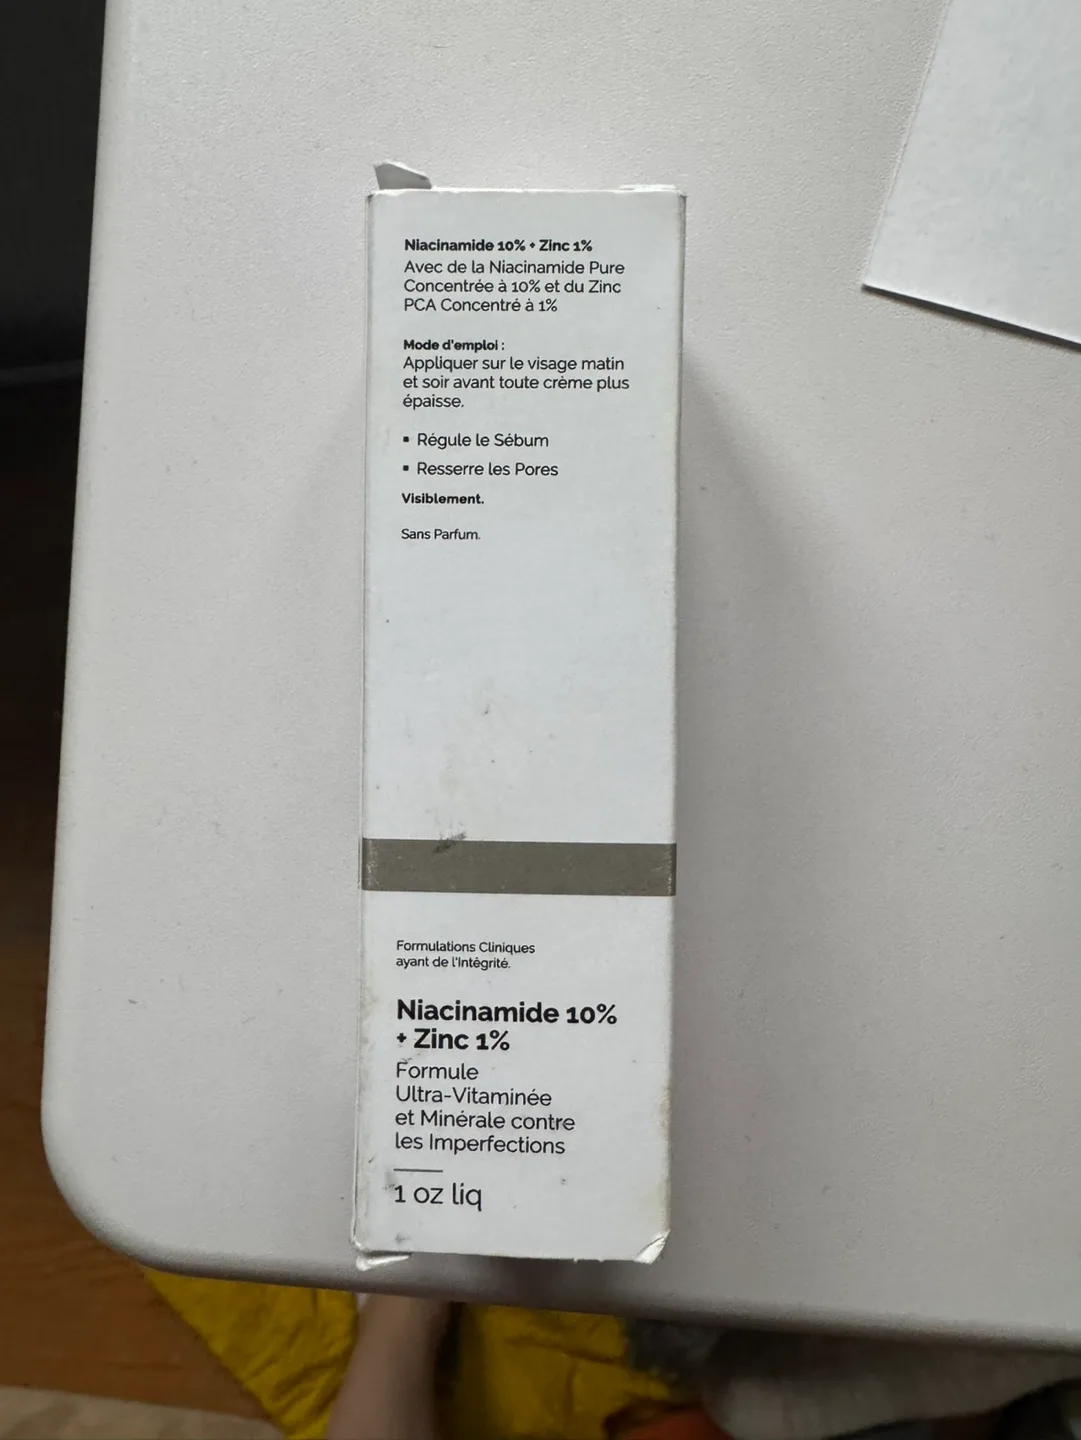 Niacinamide 10% + Zinc 1%
Avec de la Niacinamide Pure
Concentrée à 10% et du Zinc
PCA Concentré à 1%
Mode d'emploi :
Appliquer sur le visage matin
et soir avant toute crème plus
épaisse.
▪ Régule le Sébum
▪ Resserre les Pores
Visiblement.
Sans Parfum.
Formulations Cliniques
ayant de l'Intégrité.
Niacinamide 10%
+ Zinc 1%
Formule
Ultra-Vitaminée
et Minérale contre
les Imperfections
1 oz liq